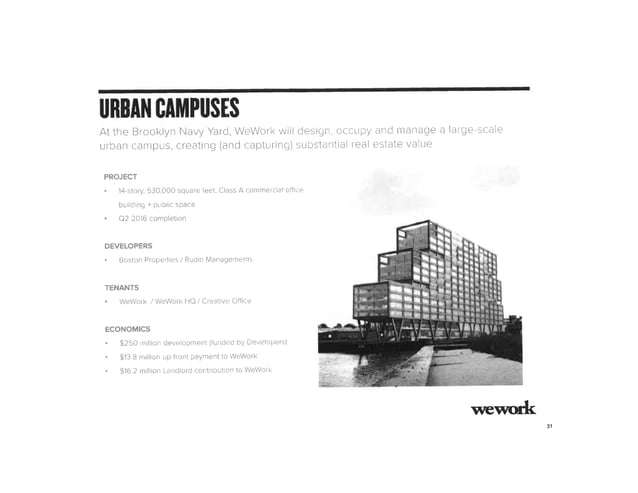 URBAN CAMPUSES
At the Brooklyn Navy Yard, WeWork will design, occupy and manage a large-scale
urban campus, creating (and capturing) substantial real estate value
PROJECT
• 14-story, 530,000 square feet, Class A commercial office
building + public space
• Q2 2016 completion
DEVELOPERS
• Boston Properties / Rudin Managements
TENANTS
• WeWork / WeWork HQ / Creative Office
ECONOMICS
• $250 million development (funded by Developers)
• $13.8 million up front payment to WeWork
• $16.2 million Landlord contribution to WeWork
wework
31